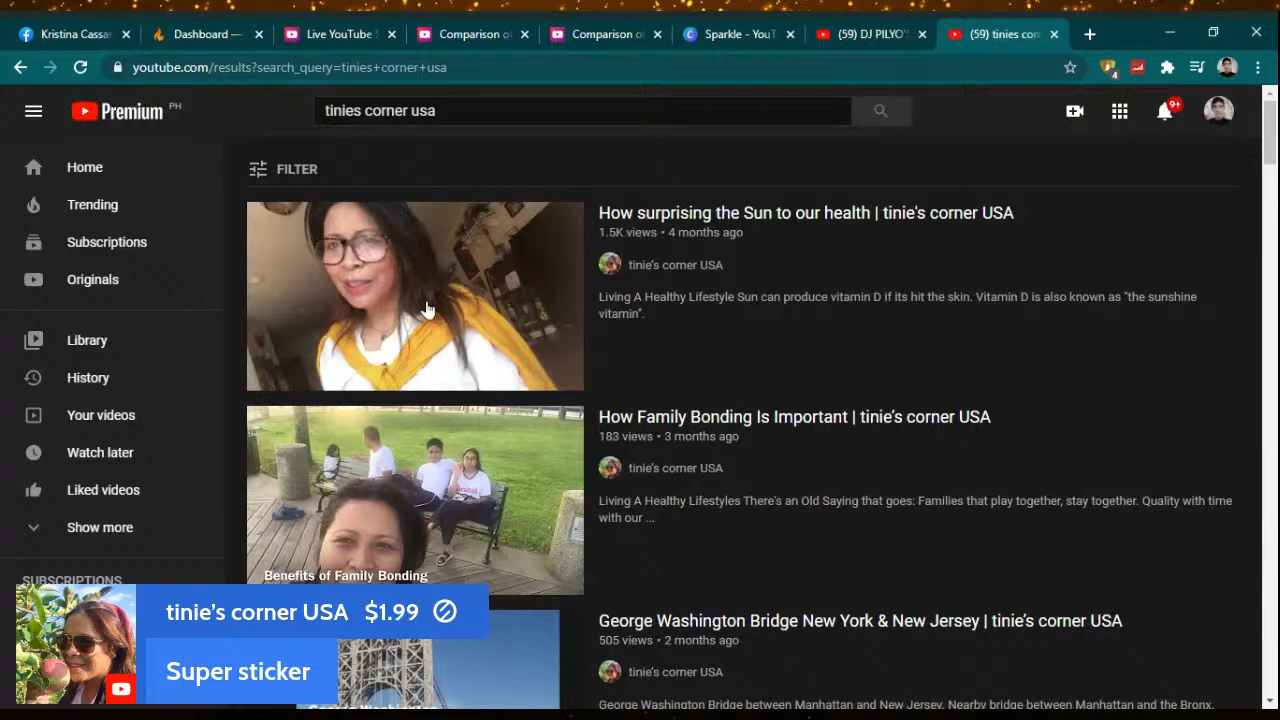 Kristina Cassar
Dashboard —
Live YouTube S
Comparison of
Comparison of
Sparkle - YouT
(59) DJ PILYO'S
(59) tinies corn
youtube.com/results?search_query=tinies+corner+usa
4
Premium PH
tinies corner usa
9+
Home
Trending
Subscriptions
Originals
Library
History
Your videos
Watch later
Liked videos
Show more
SUBSCRIPTIONS
FILTER
How surprising the Sun to our health | tinie's corner USA
1.5K views • 4 months ago
tinie's corner USA
Living A Healthy Lifestyle Sun can produce vitamin D if its hit the skin. Vitamin D is also known as "the sunshine
vitamin".
Benefits of Family Bonding
How Family Bonding Is Important | tinie's corner USA
183 views • 3 months ago
tinie's corner USA
Living A Healthy Lifestyles There's an Old Saying that goes: Families that play together, stay together. Quality with time
with our ...
George Washington Bridge New York & New Jersey | tinie's corner USA
505 views • 2 months ago
tinie's corner USA
George Washington Bridge between Manhattan and New Jersey. Nearby bridge between Manhattan and the Bronx.
tinie's corner USA $1.99
Super sticker